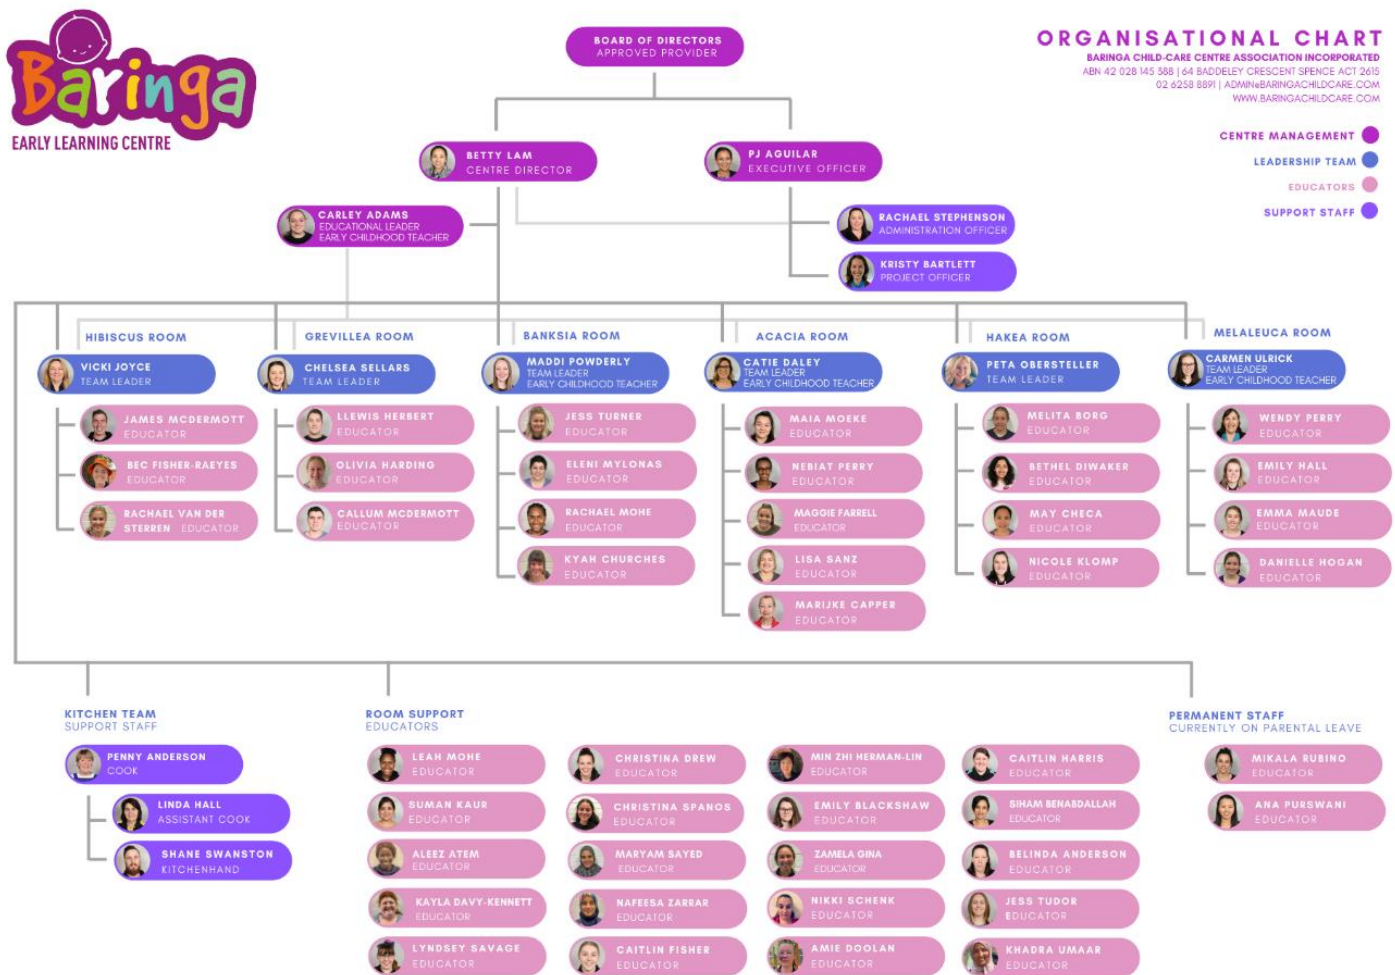 Baringa
EARLY LEARNING CENTRE
BOARD OF DIRECTORS
APPROVED PROVIDER
ORGANISATIONAL CHART
BARINGA CHILD-CARE CENTRE ASSOCIATION INCORPORATED
ABN 42 028 145 388 | 64 BADDELEY CRESCENT SPENCE ACT 2615
02 6258 8891 | ADMIN@BARINGACHILDCARE.COM
WWW.BARINGACHILDCARE.COM
CENTRE MANAGEMENT
LEADERSHIP TEAM
EDUCATORS
SUPPORT STAFF
BETTY LAM
CENTRE DIRECTOR
PJ AGUILAR
EXECUTIVE OFFICER
CARLEY ADAMS
EDUCATIONAL LEADER
EARLY CHILDHOOD TEACHER
RACHAEL STEPHENSON
ADMINISTRATION OFFICER
KRISTY BARTLETT
PROJECT OFFICER
HIBISCUS ROOM
VICKI JOYCE
TEAM LEADER
JAMES MCDERMOTT
EDUCATOR
BEC FISHER-RAEYES
EDUCATOR
RACHAEL VAN DER
STERREN EDUCATOR
GREVILLEA ROOM
CHELSEA SELLARS
TEAM LEADER
LLEWIS HERBERT
EDUCATOR
OLIVIA HARDING
EDUCATOR
CALLUM MCDERMOTT
EDUCATOR
BANKSIA ROOM
MADDI POWDERLY
TEAM LEADER
EARLY CHILDHOOD TEACHER
JESS TURNER
EDUCATOR
ELENI MYLONAS
EDUCATOR
RACHAEL MOHE
EDUCATOR
KYAH CHURCHES
EDUCATOR
ACACIA ROOM
CATIE DALEY
TEAM LEADER
EARLY CHILDHOOD TEACHER
MAIA MOEKE
EDUCATOR
NEBIAT PERRY
EDUCATOR
MAGGIE FARRELL
EDUCATOR
LISA SANZ
EDUCATOR
MARIJKE CAPPER
EDUCATOR
HAKEA ROOM
PETA OBERSTELLER
TEAM LEADER
MELITA BORG
EDUCATOR
BETHEL DIWAKER
EDUCATOR
MAY CHECA
EDUCATOR
NICOLE KLOMP
EDUCATOR
MELALEUCA ROOM
CARMEN ULRICK
TEAM LEADER
EARLY CHILDHOOD TEACHER
WENDY PERRY
EDUCATOR
EMILY HALL
EDUCATOR
EMMA MAUDE
EDUCATOR
DANIELLE HOGAN
EDUCATOR
KITCHEN TEAM
SUPPORT STAFF
PENNY ANDERSON
COOK
LINDA HALL
ASSISTANT COOK
SHANE SWANSTON
KITCHENHAND
ROOM SUPPORT
EDUCATORS
LEAH MOHE
EDUCATOR
SUMAN KAUR
EDUCATOR
ALEEZ ATEM
EDUCATOR
KAYLA DAVY-KENNETT
EDUCATOR
LYNDSEY SAVAGE
EDUCATOR
CHRISTINA DREW
EDUCATOR
CHRISTINA SPANOS
EDUCATOR
MARYAM SAYED
EDUCATOR
NAFEESA ZARRAR
EDUCATOR
CAITLIN FISHER
EDUCATOR
MIN ZHI HERMAN-LIN
EDUCATOR
EMILY BLACKSHAW
EDUCATOR
ZAMELA GINA
EDUCATOR
NIKKI SCHENK
EDUCATOR
AMIE DOOLAN
EDUCATOR
CAITLIN HARRIS
EDUCATOR
SIHAM BENABDALLAH
EDUCATOR
BELINDA ANDERSON
EDUCATOR
JESS TUDOR
EDUCATOR
KHADRA UMAAR
EDUCATOR
PERMANENT STAFF
CURRENTLY ON PARENTAL LEAVE
MIKALA RUBINO
EDUCATOR
ANA PURSWANI
EDUCATOR